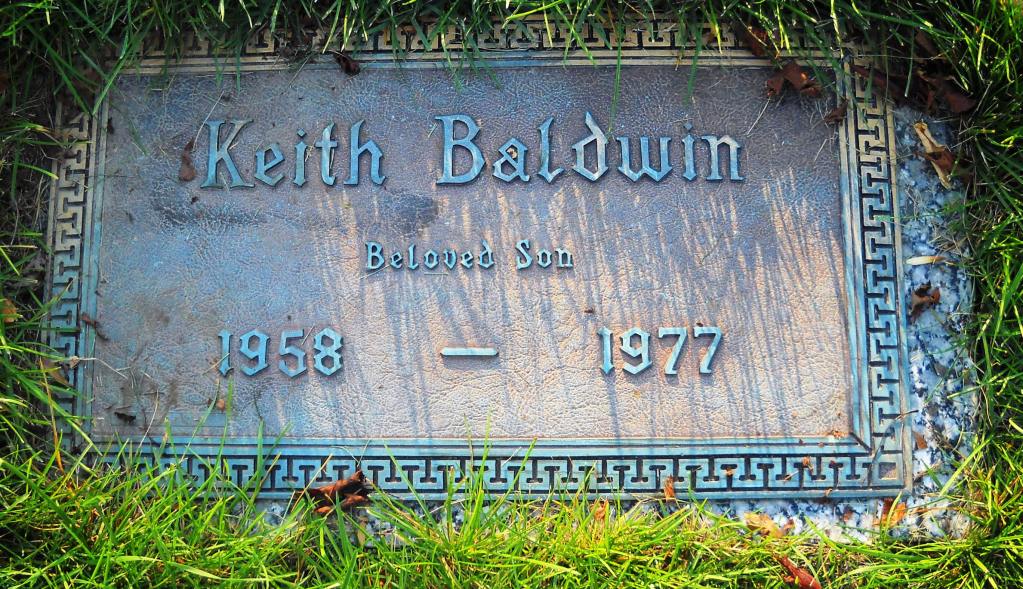 Keith Baldwin
Beloved Son
1958 — 1977